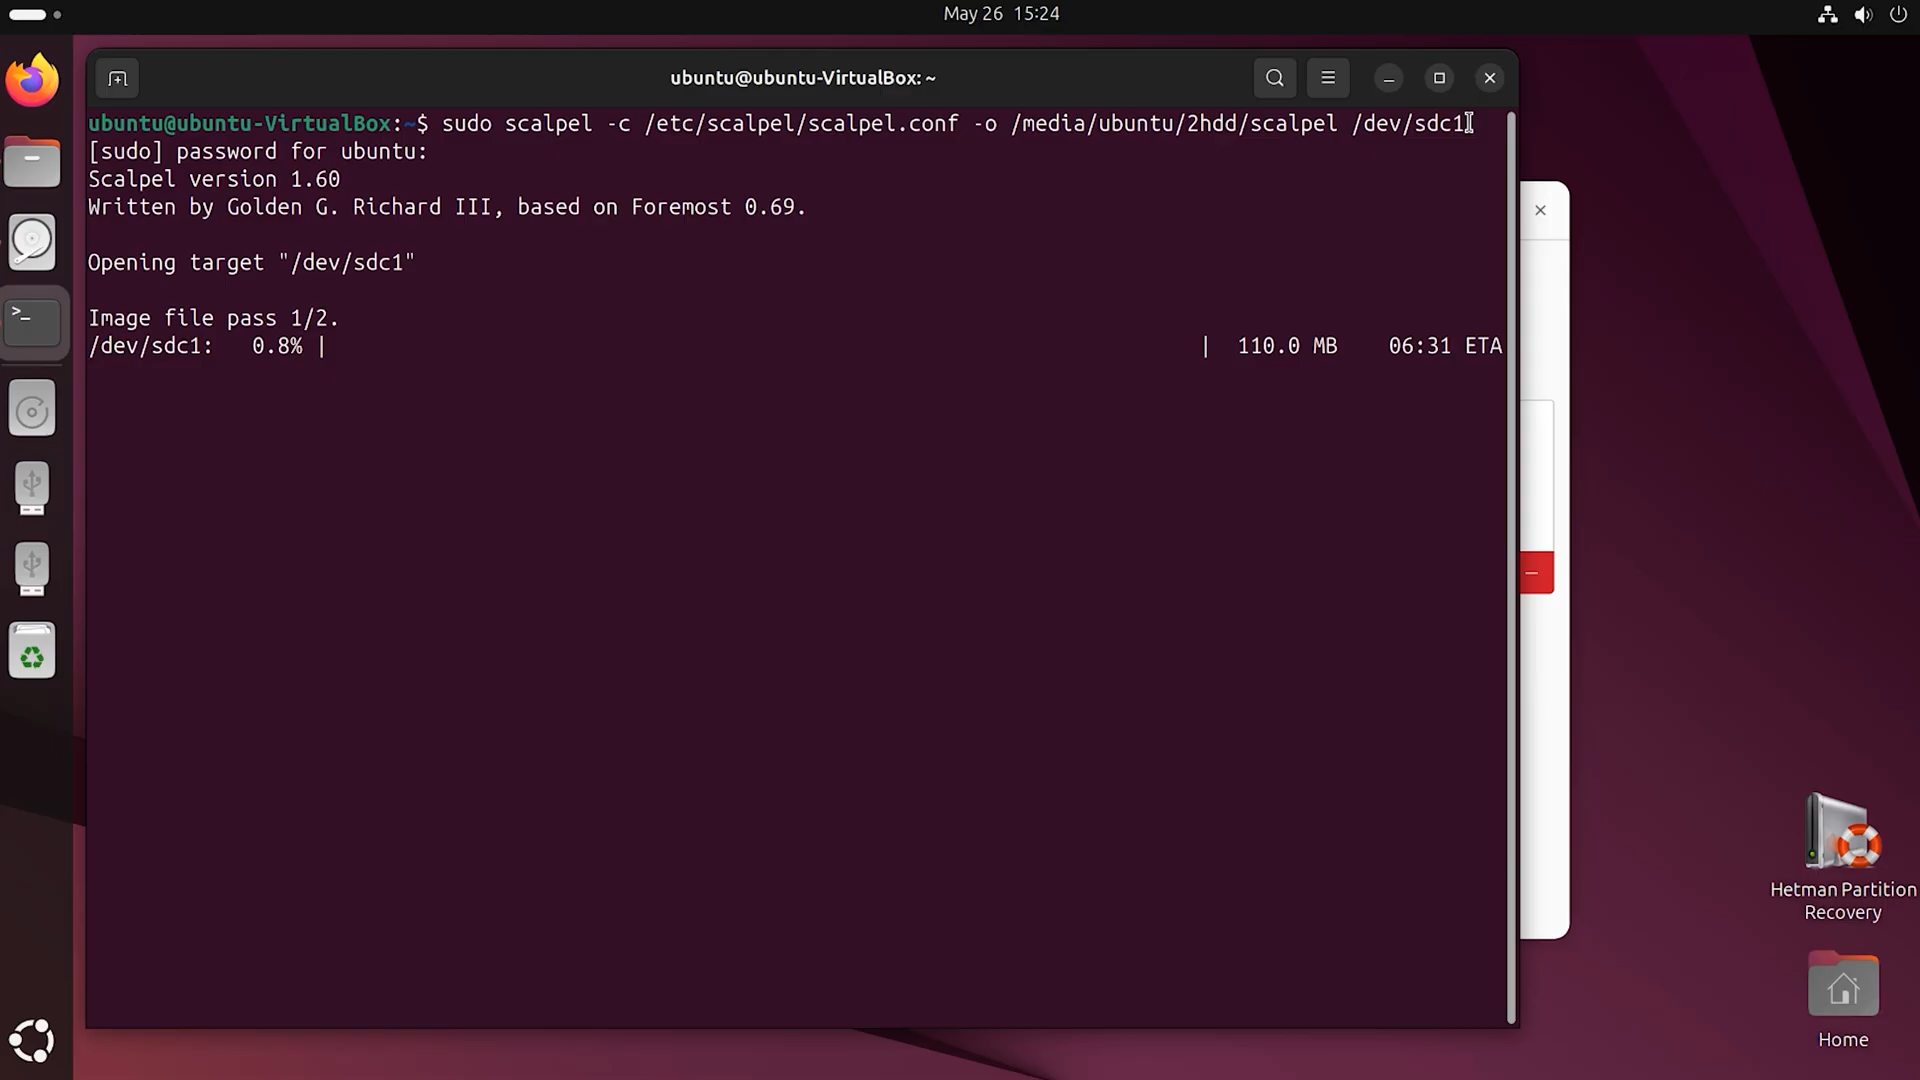 May 26 15:24
ubuntu@ubuntu-VirtualBox: ~
ubuntu@ubuntu-VirtualBox:~$ sudo scalpel -c /etc/scalpel/scalpel.conf -o /media/ubuntu/2hdd/scalpel /dev/sdc1
[sudo] password for ubuntu:
Scalpel version 1.60
Written by Golden G. Richard III, based on Foremost 0.69.
Opening target "/dev/sdc1"
Image file pass 1/2.
/dev/sdc1:   0.8% |                                                                      |  110.0 MB    06:31 ETA
Hetman Partition
Recovery
Home